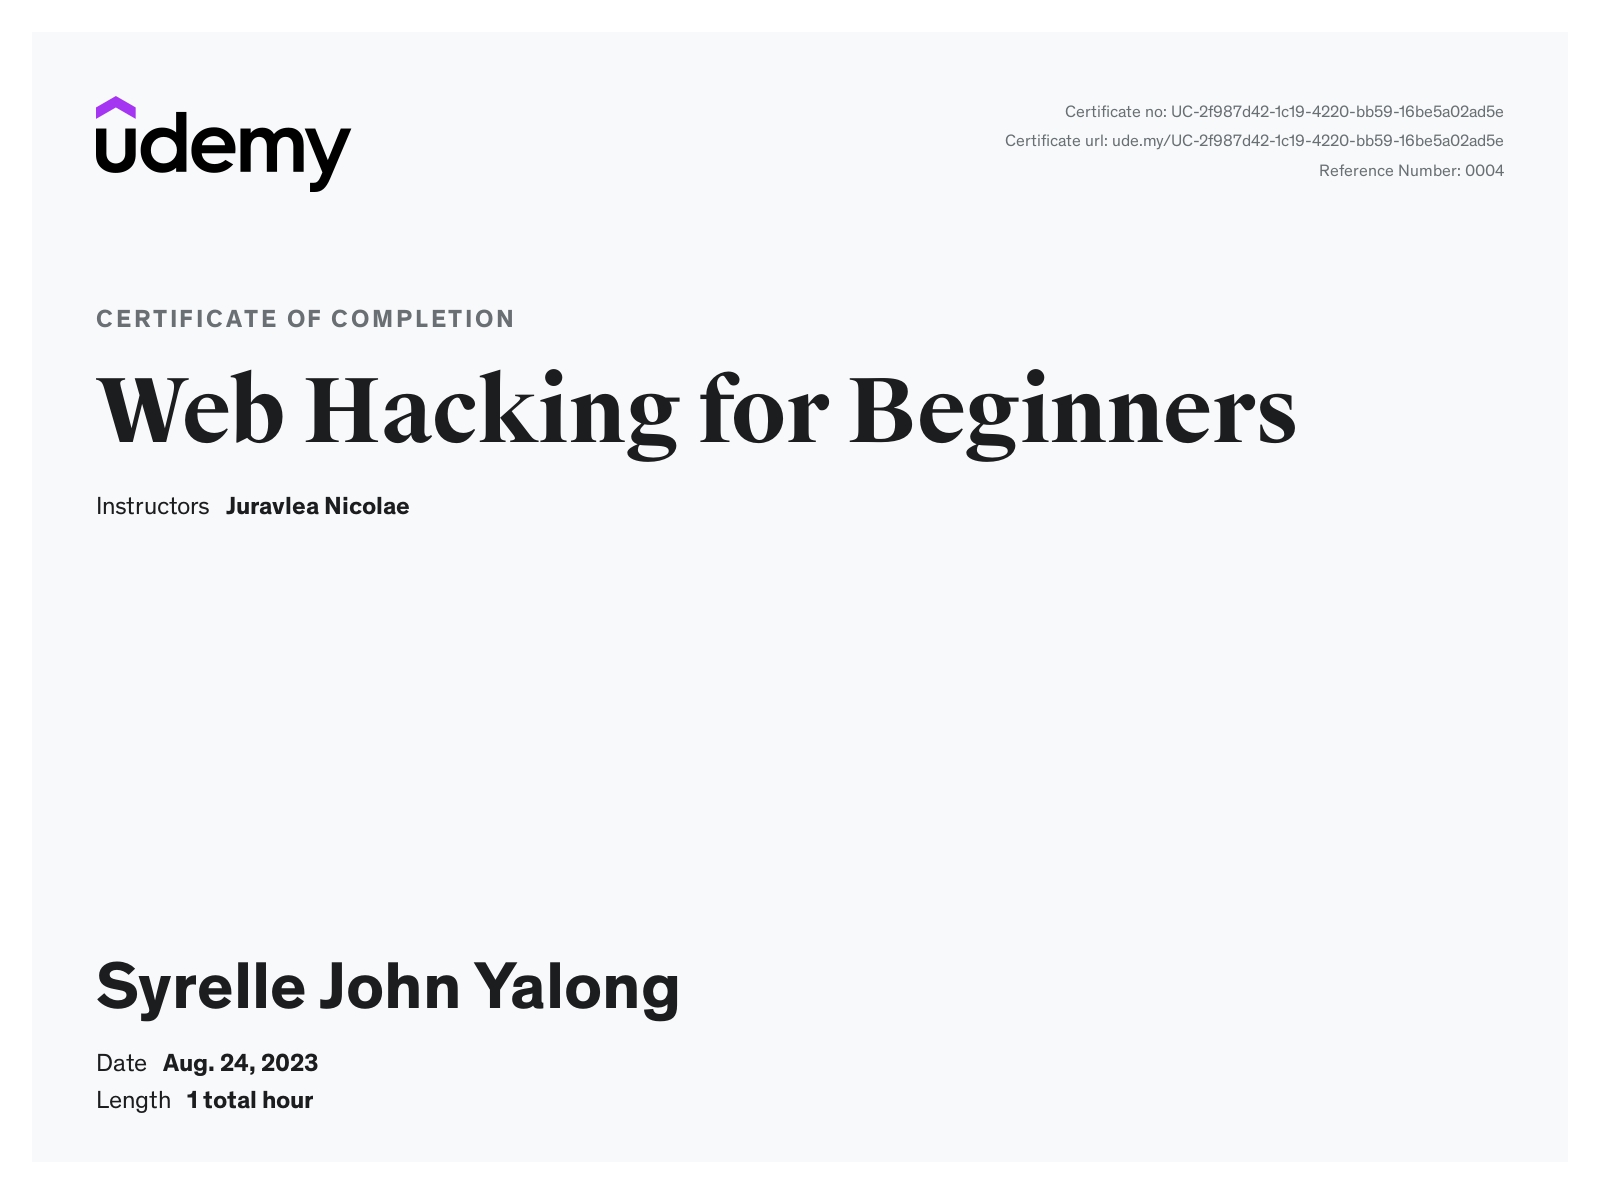 udemy
Certificate no: UC-2f987d42-1c19-4220-bb59-16be5a02ad5e
Certificate url: ude.my/UC-2f987d42-1c19-4220-bb59-16be5a02ad5e
Reference Number: 0004
CERTIFICATE OF COMPLETION
Web Hacking for Beginners
Instructors Juravlea Nicolae
Syrelle John Yalong
Date Aug. 24, 2023
Length 1 total hour